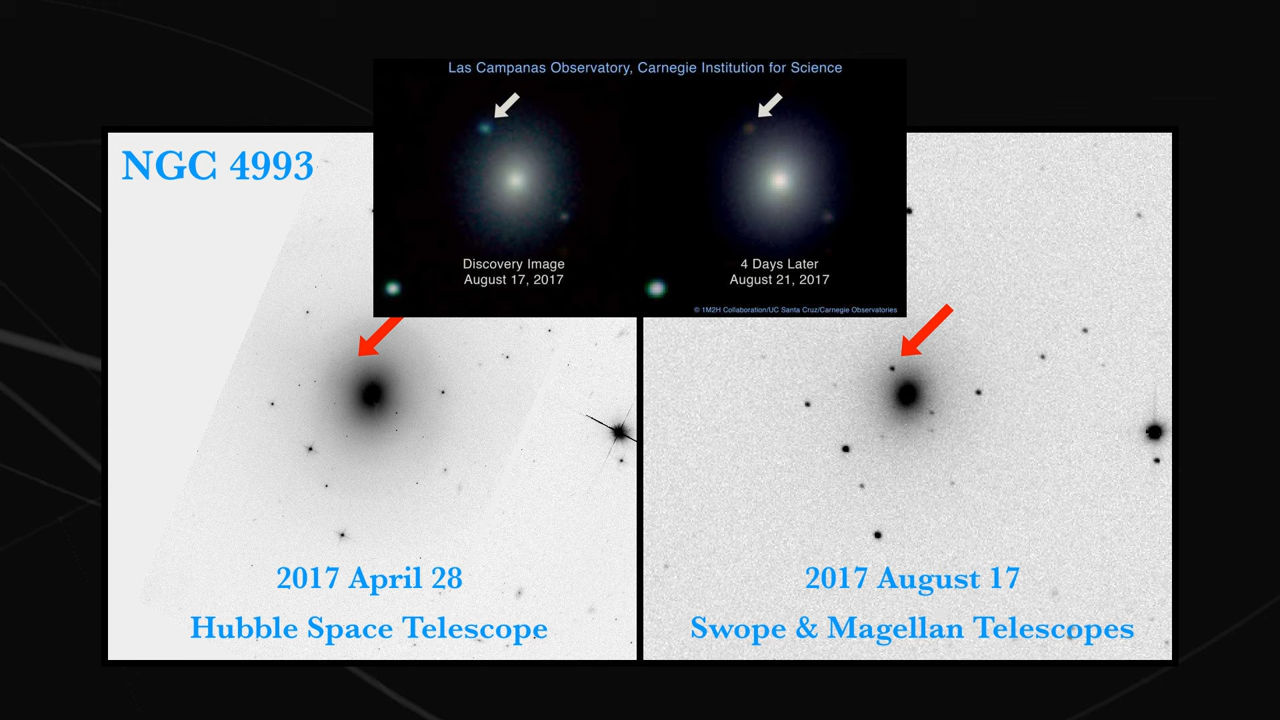 Las Campanas Observatory, Carnegie Institution for Science
NGC 4993
Discovery Image
August 17, 2017
4 Days Later
August 21, 2017
© 1M2H Collaboration/UC Santa Cruz/Carnegie Observatories
2017 April 28
Hubble Space Telescope
2017 August 17
Swope & Magellan Telescopes